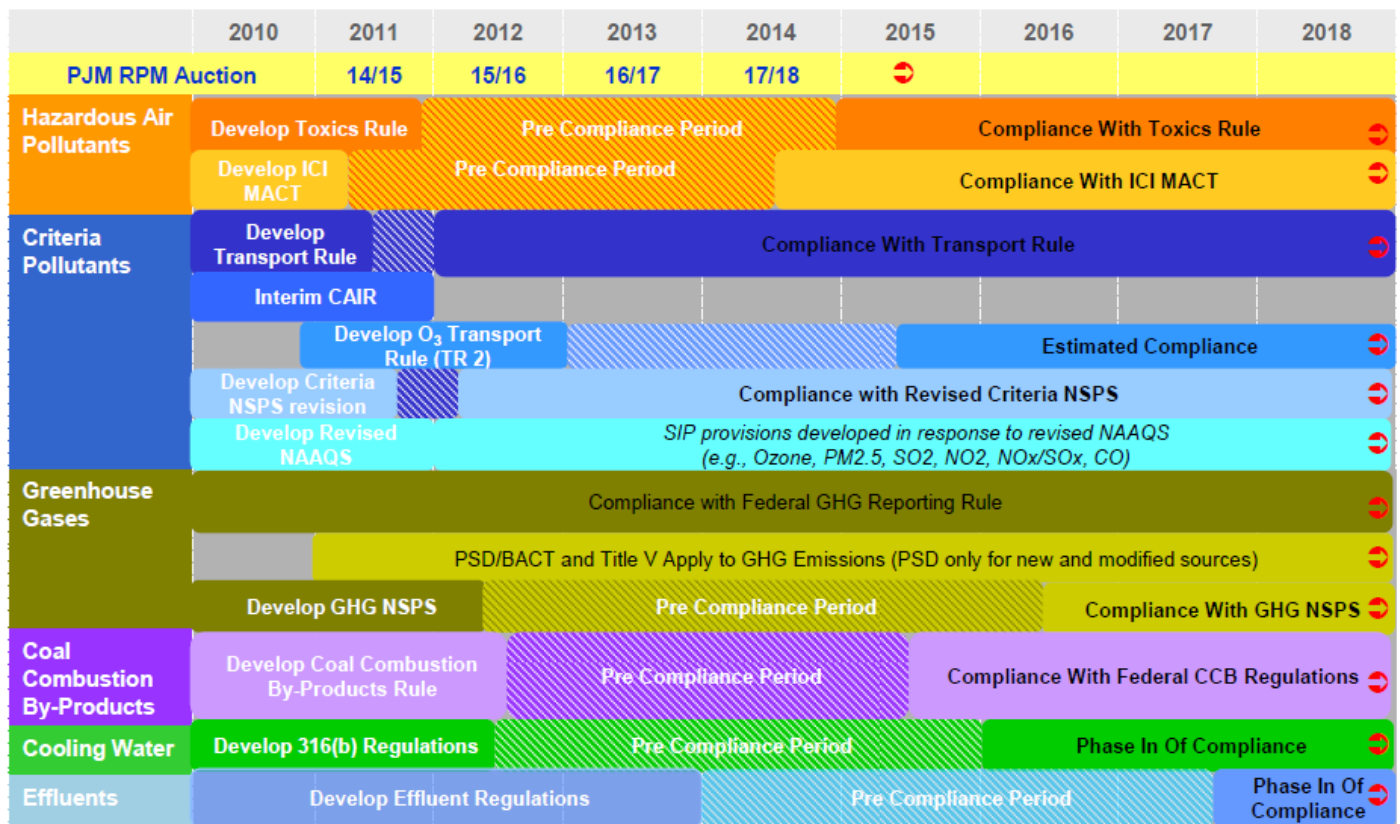 2010 2011 2012 2013 2014 2015 2016 2017 2018
PJM RPM Auction 14/15 15/16 16/17 17/18
Hazardous Air
Pollutants
Develop Toxics Rule Pre Compliance Period Compliance With Toxics Rule
Develop ICI
MACT
Pre Compliance Period Compliance With ICI MACT
Criteria
Pollutants
Develop
Transport Rule
Compliance With Transport Rule
Interim CAIR
Develop O3 Transport
Rule (TR 2)
Estimated Compliance
Develop Criteria
NSPS revision
Compliance with Revised Criteria NSPS
Develop Revised
NAAQS
SIP provisions developed in response to revised NAAQS
(e.g., Ozone, PM2.5, SO2, NO2, NOx/SOx, CO)
Greenhouse
Gases
Compliance with Federal GHG Reporting Rule
PSD/BACT and Title V Apply to GHG Emissions (PSD only for new and modified sources)
Develop GHG NSPS Pre Compliance Period Compliance With GHG NSPS
Coal
Combustion
By-Products
Develop Coal Combustion
By-Products Rule
Pre Compliance Period Compliance With Federal CCB Regulations
Cooling Water Develop 316(b) Regulations Pre Compliance Period Phase In Of Compliance
Effluents Develop Effluent Regulations Pre Compliance Period
Phase In Of
Compliance